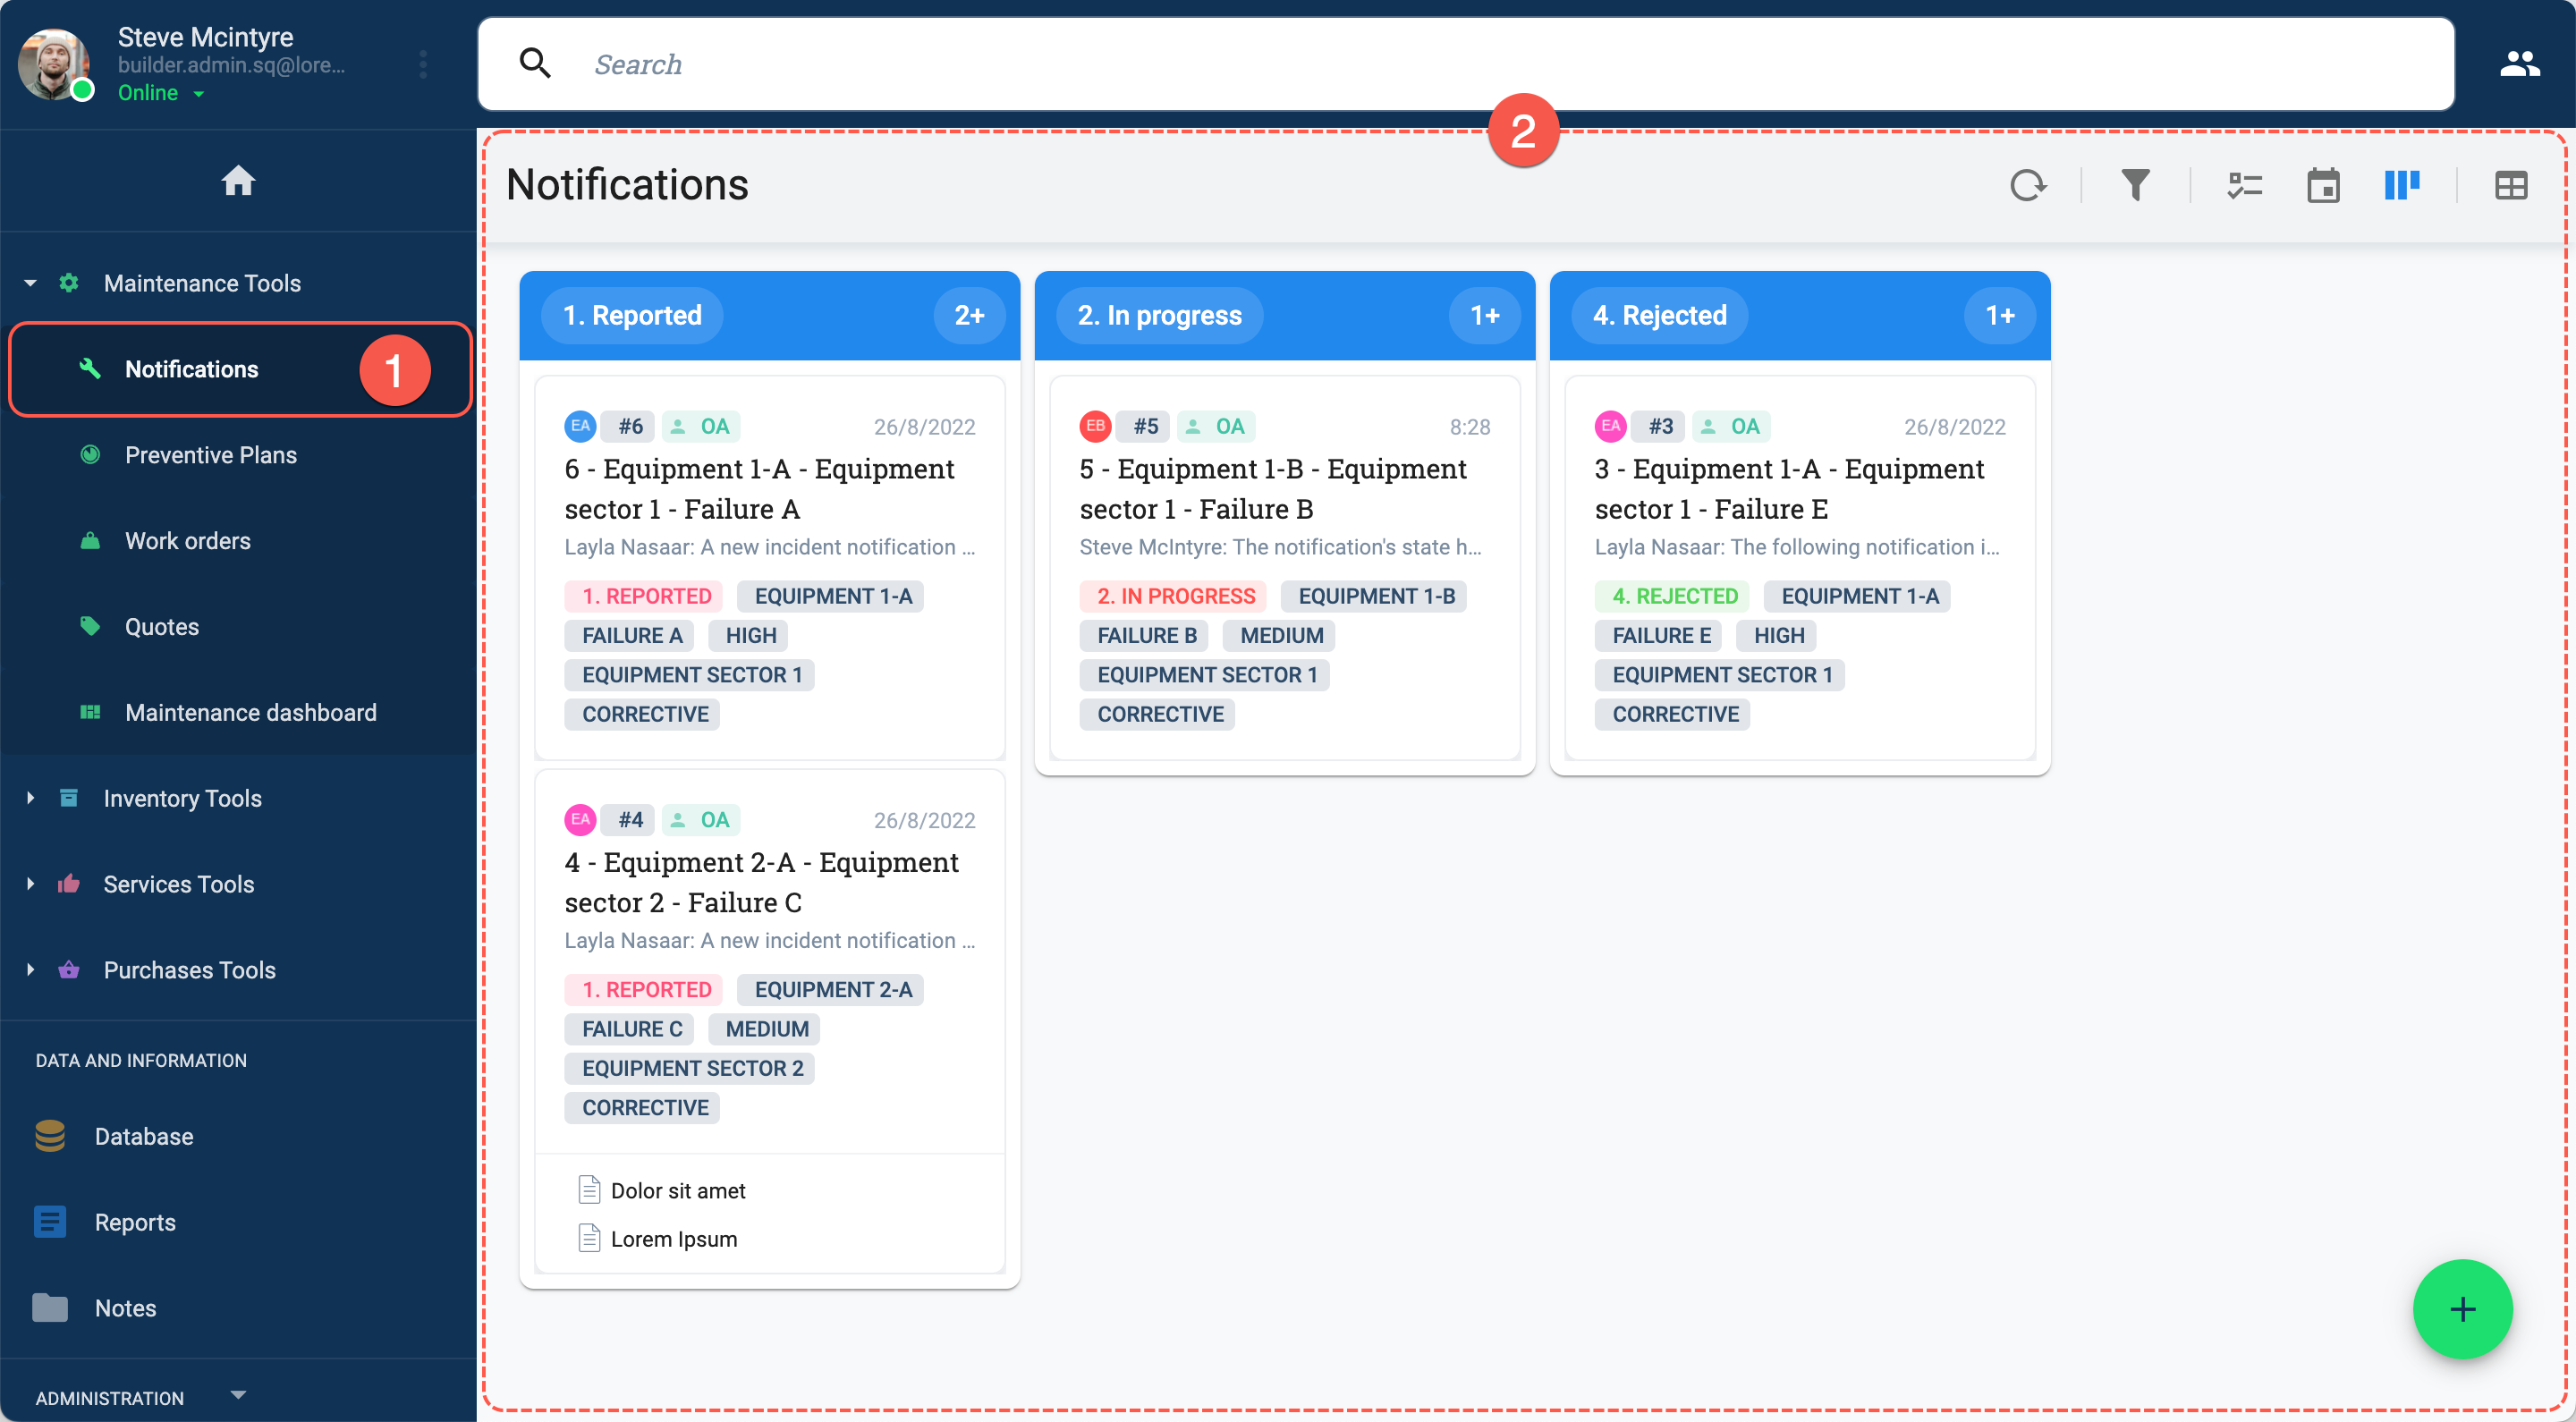 Steve Mcintyre
builder.admin.sq@lore...
Online
Search
Maintenance Tools
Notifications
1
Preventive Plans
Work orders
Quotes
Maintenance dashboard
Inventory Tools
Services Tools
Purchases Tools
DATA AND INFORMATION
Database
Reports
Notes
ADMINISTRATION
2
Notifications
1. Reported
2+
EA #6 OA 26/8/2022
6 - Equipment 1-A - Equipment
sector 1 - Failure A
Layla Nasaar: A new incident notification ...
1. REPORTED EQUIPMENT 1-A
FAILURE A HIGH
EQUIPMENT SECTOR 1
CORRECTIVE
EA #4 OA 26/8/2022
4 - Equipment 2-A - Equipment
sector 2 - Failure C
Layla Nasaar: A new incident notification ...
1. REPORTED EQUIPMENT 2-A
FAILURE C MEDIUM
EQUIPMENT SECTOR 2
CORRECTIVE
Dolor sit amet
Lorem Ipsum
2. In progress
1+
EB #5 OA 8:28
5 - Equipment 1-B - Equipment
sector 1 - Failure B
Steve McIntyre: The notification's state h...
2. IN PROGRESS EQUIPMENT 1-B
FAILURE B MEDIUM
EQUIPMENT SECTOR 1
CORRECTIVE
4. Rejected
1+
EA #3 OA 26/8/2022
3 - Equipment 1-A - Equipment
sector 1 - Failure E
Layla Nasaar: The following notification i...
4. REJECTED EQUIPMENT 1-A
FAILURE E HIGH
EQUIPMENT SECTOR 1
CORRECTIVE
+